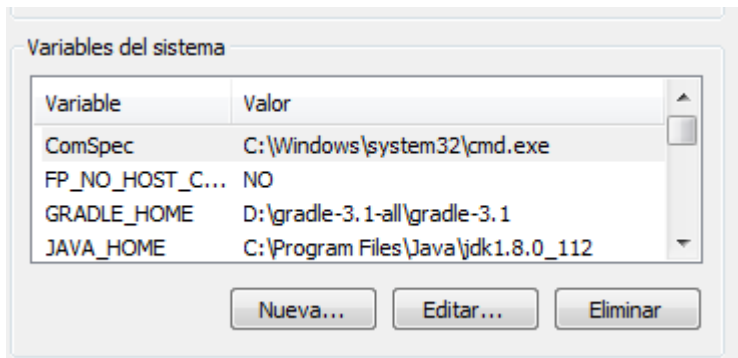 Variables del sistema
Variable Valor
ComSpec C:\Windows\system32\cmd.exe
FP_NO_HOST_C... NO
GRADLE_HOME D:\gradle-3.1-all\gradle-3.1
JAVA_HOME C:\Program Files\Java\jdk1.8.0_112
Nueva... Editar... Eliminar